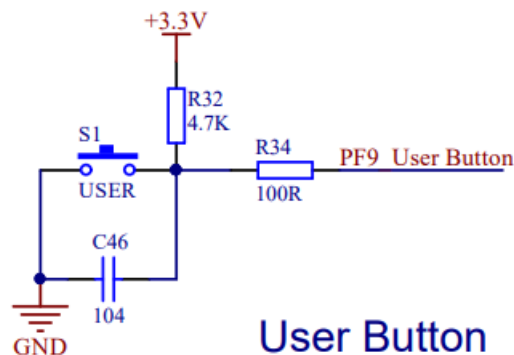 +3.3V
R32
4.7K
S1
USER
R34
100R
PF9 User Button
C46
104
GND
User Button